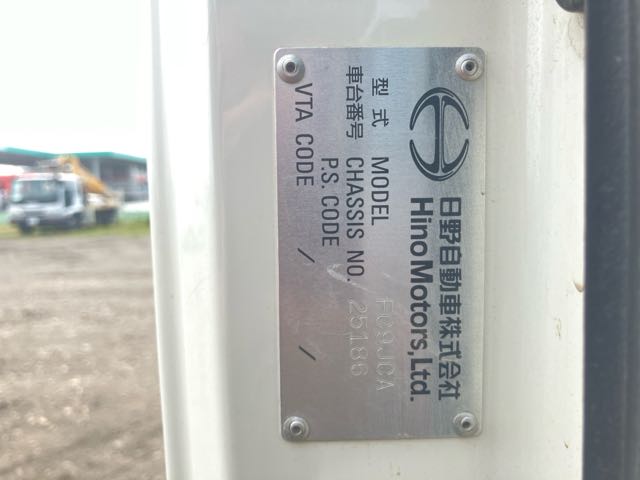 日野自動車株式会社
Hino Motors, Ltd.
型式 MODEL FC9JCA
車台番号 CHASSIS NO. 25186
P.S. CODE /
VTA CODE / /